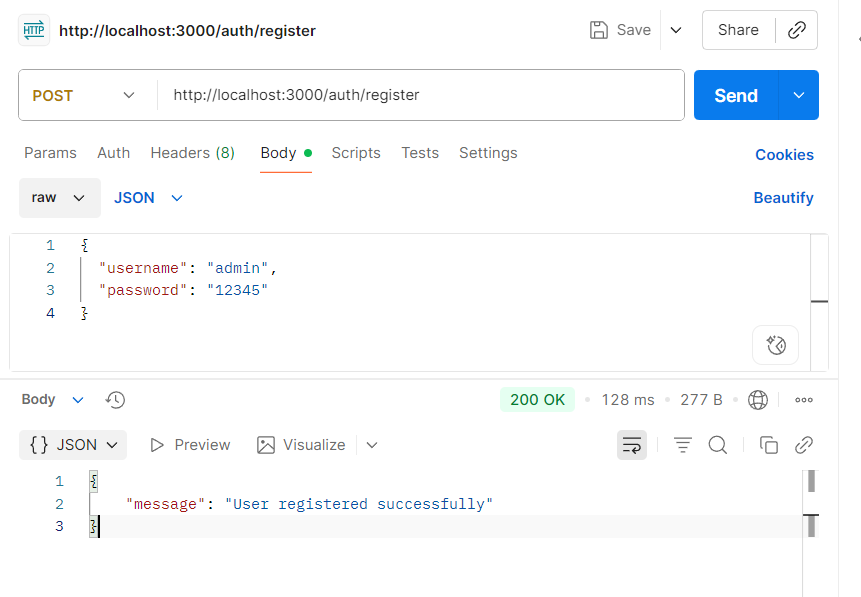 HTTP http://localhost:3000/auth/register Save Share
POST http://localhost:3000/auth/register Send
Params Auth Headers (8) Body Scripts Tests Settings Cookies
raw JSON Beautify
1 {
2 "username": "admin",
3 "password": "12345"
4 }
Body 200 OK 128 ms 277 B
{} JSON Preview Visualize
1 {
2 "message": "User registered successfully"
3 }